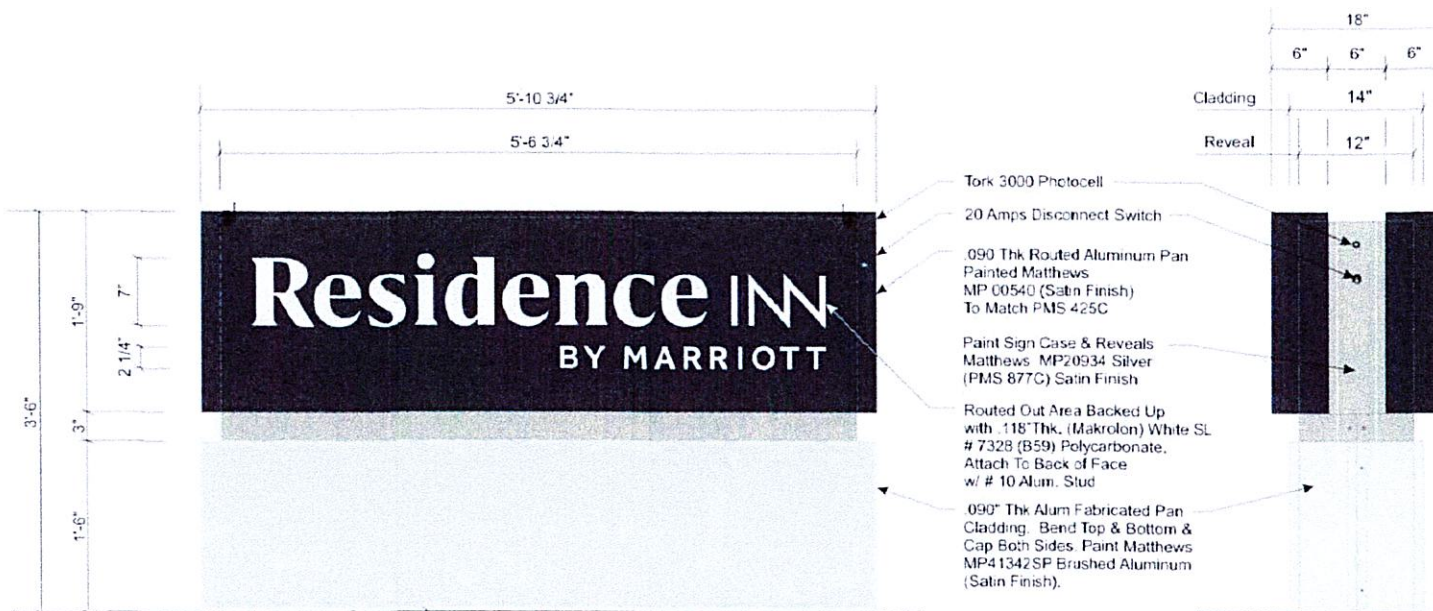 18"
6" 6" 6"
5'-10 3/4"
Cladding 14"
5'-6 3/4"
Reveal 12"
Tork 3000 Photocell
20 Amps Disconnect Switch
.090 Thk Routed Aluminum Pan
Painted Matthews
MP 00540 (Satin Finish)
To Match PMS 425C
Paint Sign Case & Reveals
Matthews MP20934 Silver
(PMS 877C) Satin Finish
Routed Out Area Backed Up
with .118"Thk. (Makrolon) White SL
# 7328 (B59) Polycarbonate,
Attach To Back of Face
w/ # 10 Alum. Stud
.090" Thk Alum Fabricated Pan
Cladding. Bend Top & Bottom &
Cap Both Sides. Paint Matthews
MP41342SP Brushed Aluminum
(Satin Finish).
Residence INN
BY MARRIOTT
3'-6"
1'-9"
7"
2 1/4"
3"
1'-6"